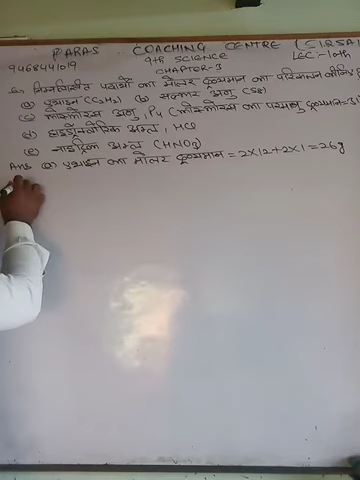 PARAS COACHING CENTRE (SIRSA)
9468441019 9th SCIENCE LEC:-10th
CHAPTER-3
Q. निम्नलिखित पदार्थों का मोलर द्रव्यमान का परिकलन कीजिए
(a) एथाइन (C2H2) (b) सल्फर अणु (S8)
(c) फॉस्फोरस अणु, P4 (फॉस्फोरस का परमाणु द्रव्यमान=31
(d) हाइड्रोक्लोरिक अम्ल, HCl
(e) नाइट्रिक अम्ल (HNO3)
Ans (a) एथाइन का मोलर द्रव्यमान = 2×12+2×1=26g